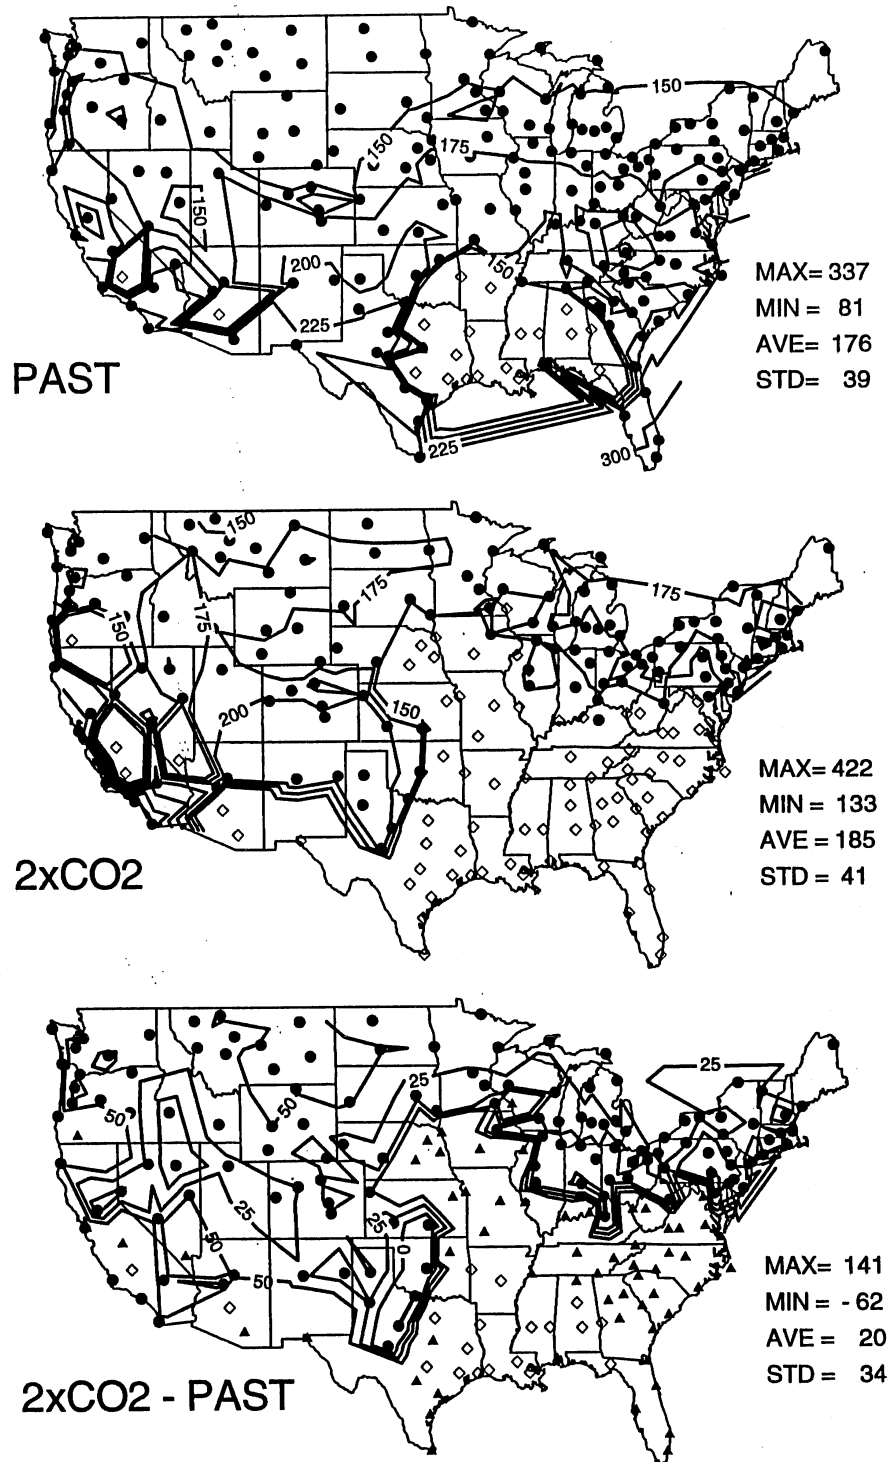 150
150
175
150
200
150
225
MAX= 337
MIN = 81
AVE= 176
STD= 39
PAST
225
300
150
175
175
150
175
200
150
MAX= 422
MIN = 133
AVE= 185
STD= 41
2xCO2
25
25
50
50
25
25
50
0
50
MAX= 141
MIN = - 62
AVE = 20
STD = 34
2xCO2 - PAST